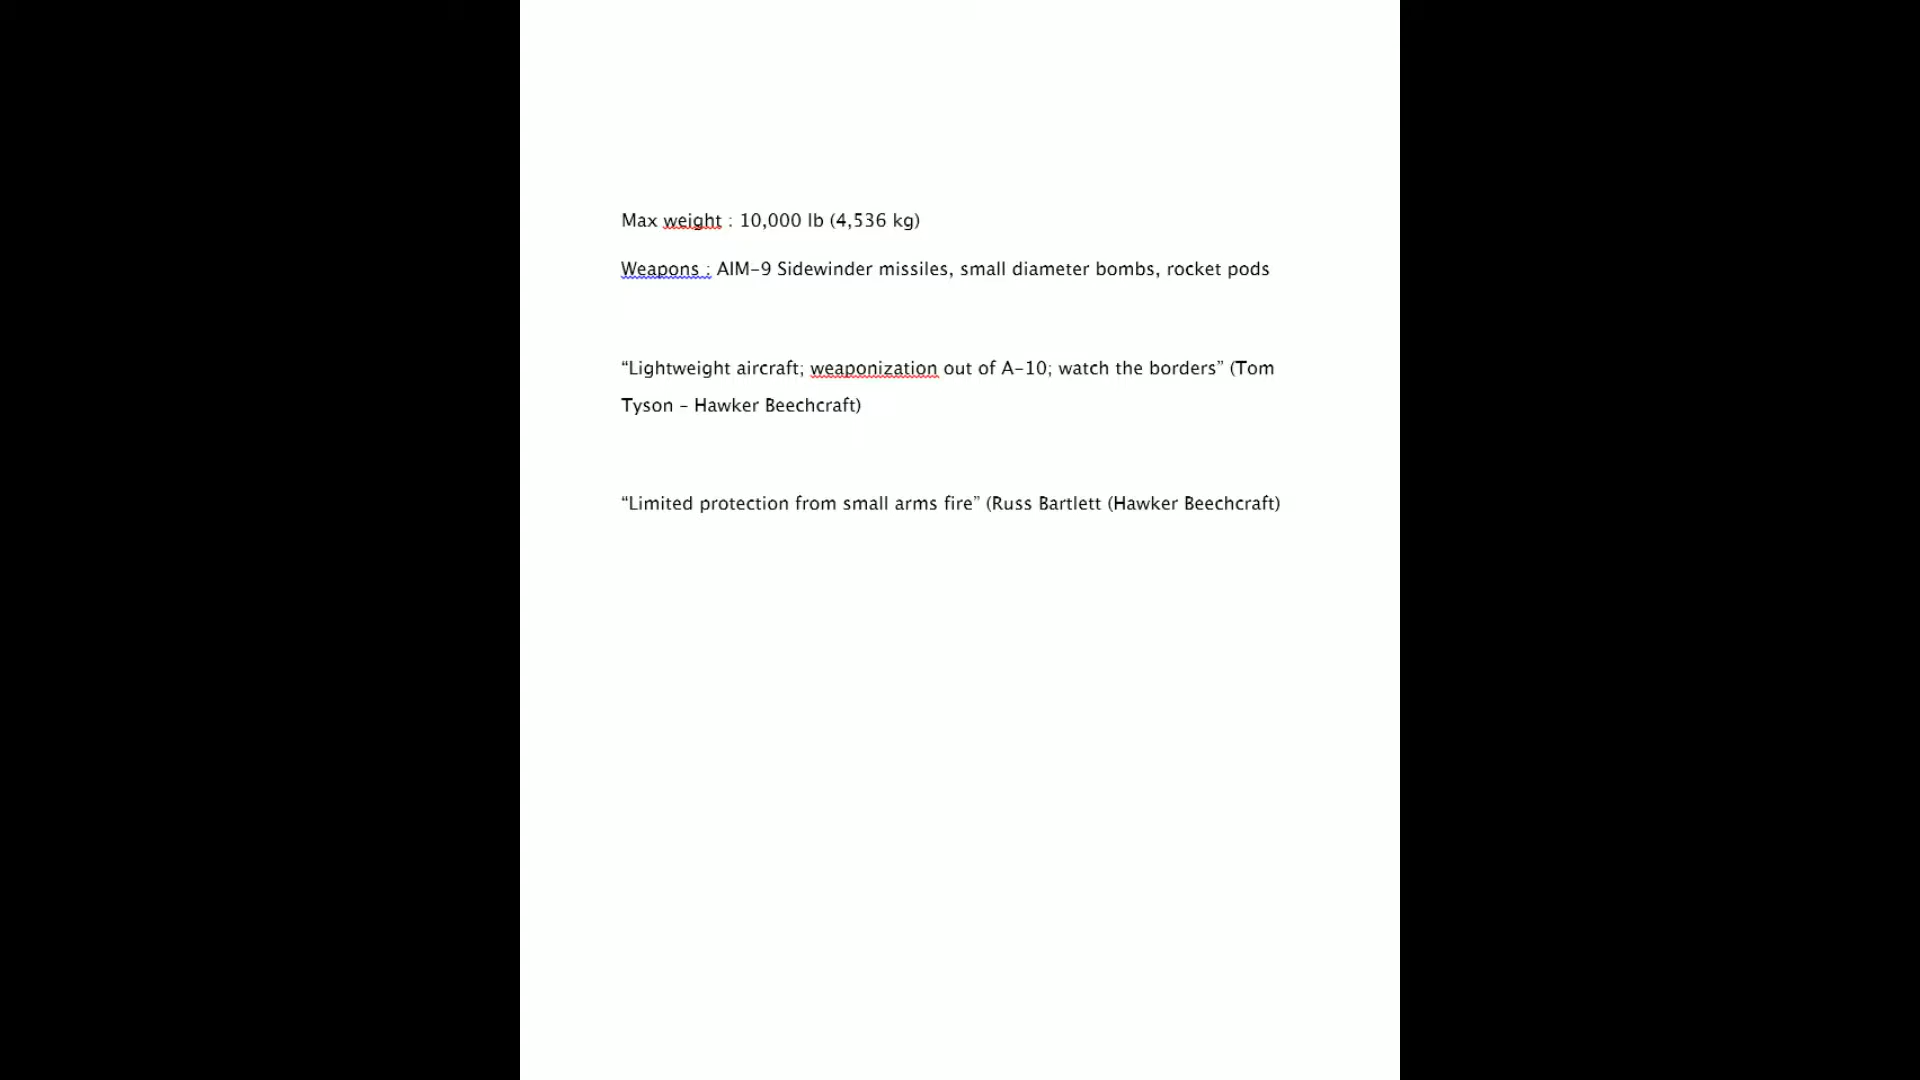 Max weight : 10,000 lb (4,536 kg)
Weapons : AIM-9 Sidewinder missiles, small diameter bombs, rocket pods
“Lightweight aircraft; weaponization out of A-10; watch the borders” (Tom
Tyson – Hawker Beechcraft)
“Limited protection from small arms fire” (Russ Bartlett (Hawker Beechcraft)